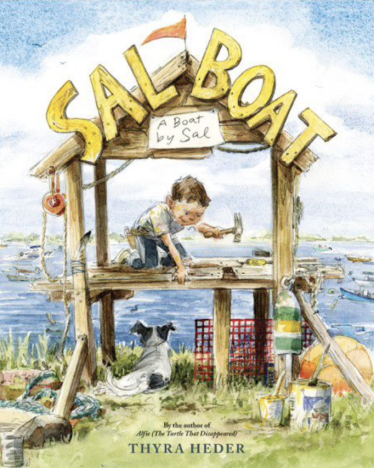 SAL BOAT
A Boat
by Sal
By the author of
Alfie (The Turtle That Disappeared)
THYRA HEDER